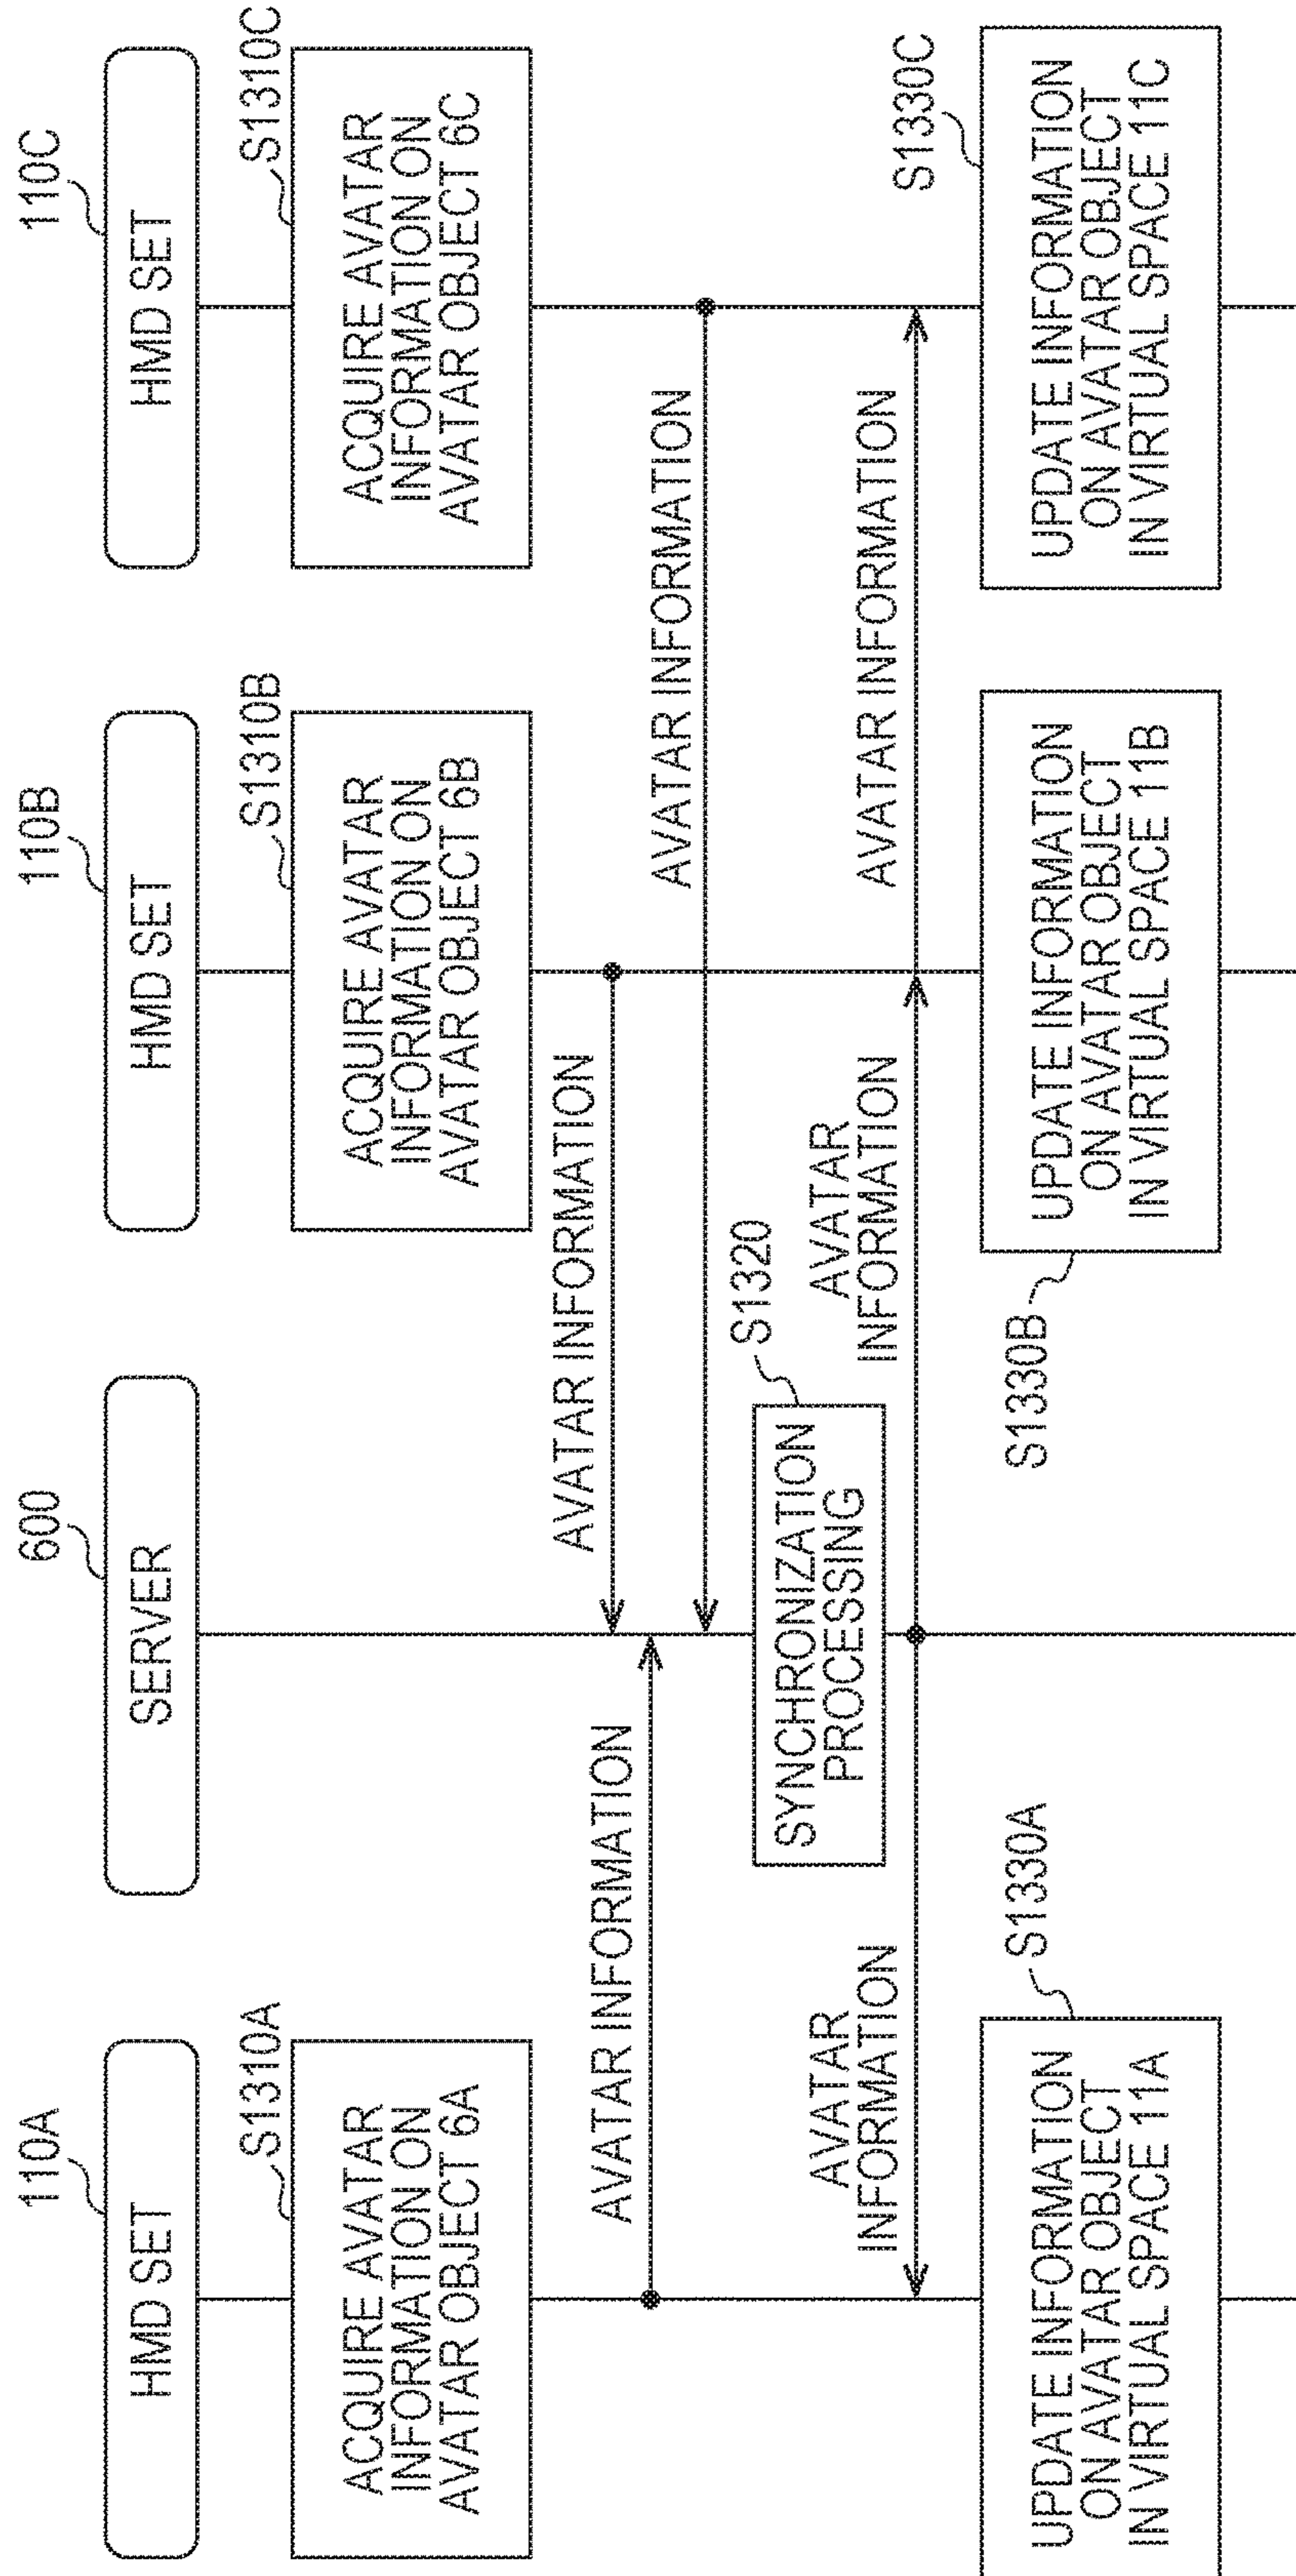 110A
600
110B
110C
HMD SET
SERVER
HMD SET
HMD SET
S1310A
S1310B
S1310C
ACQUIRE AVATAR
INFORMATION ON
AVATAR OBJECT 6A
ACQUIRE AVATAR
INFORMATION ON
AVATAR OBJECT 6B
ACQUIRE AVATAR
INFORMATION ON
AVATAR OBJECT 6C
AVATAR INFORMATION
AVATAR INFORMATION
AVATAR INFORMATION
S1320
SYNCHRONIZATION
PROCESSING
AVATAR
INFORMATION
AVATAR
INFORMATION
AVATAR INFORMATION
S1330A
S1330B
S1330C
UPDATE INFORMATION
ON AVATAR OBJECT
IN VIRTUAL SPACE 11A
UPDATE INFORMATION
ON AVATAR OBJECT
IN VIRTUAL SPACE 11B
UPDATE INFORMATION
ON AVATAR OBJECT
IN VIRTUAL SPACE 11C